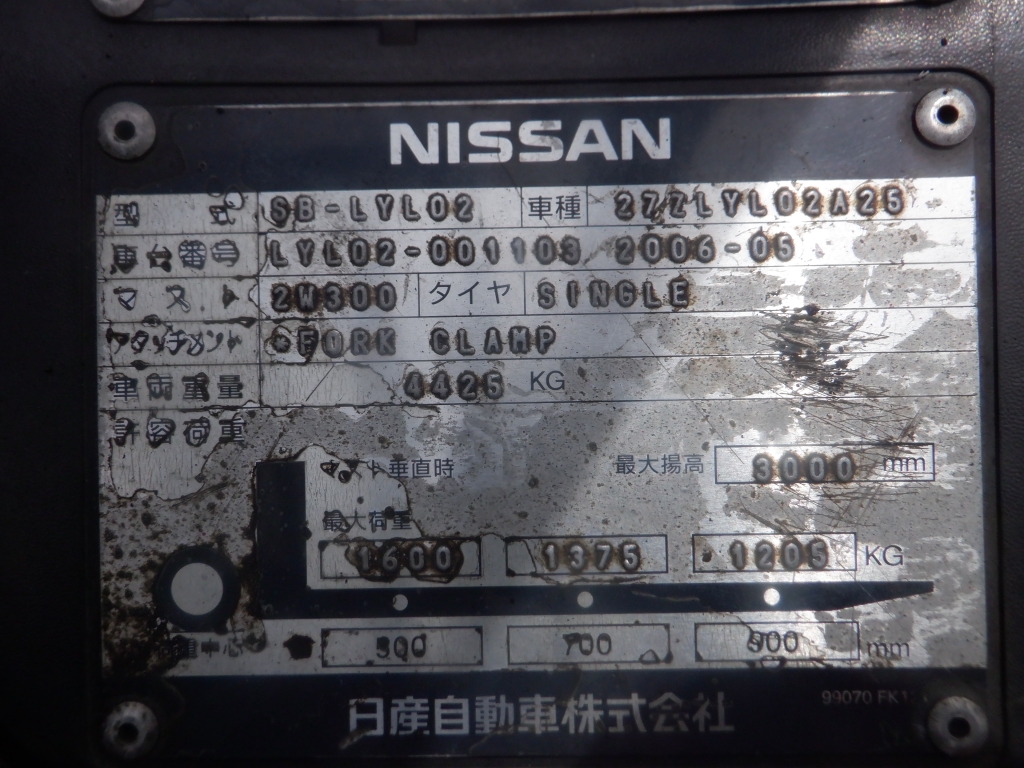 NISSAN
型 式 SB-LYL02 車種 27ZLYL02A25
車台番号 LYL02-001103 2006-05
マスト 2W300 タイヤ SINGLE
アタッチメント FORK CLAMP
車両重量 4425 KG
許容荷重
マスト垂直時 最大揚高 3000 mm
最大荷重
1600 1375 1205 KG
荷重中心 500 700 900 mm
日産自動車株式会社
99070 FK1